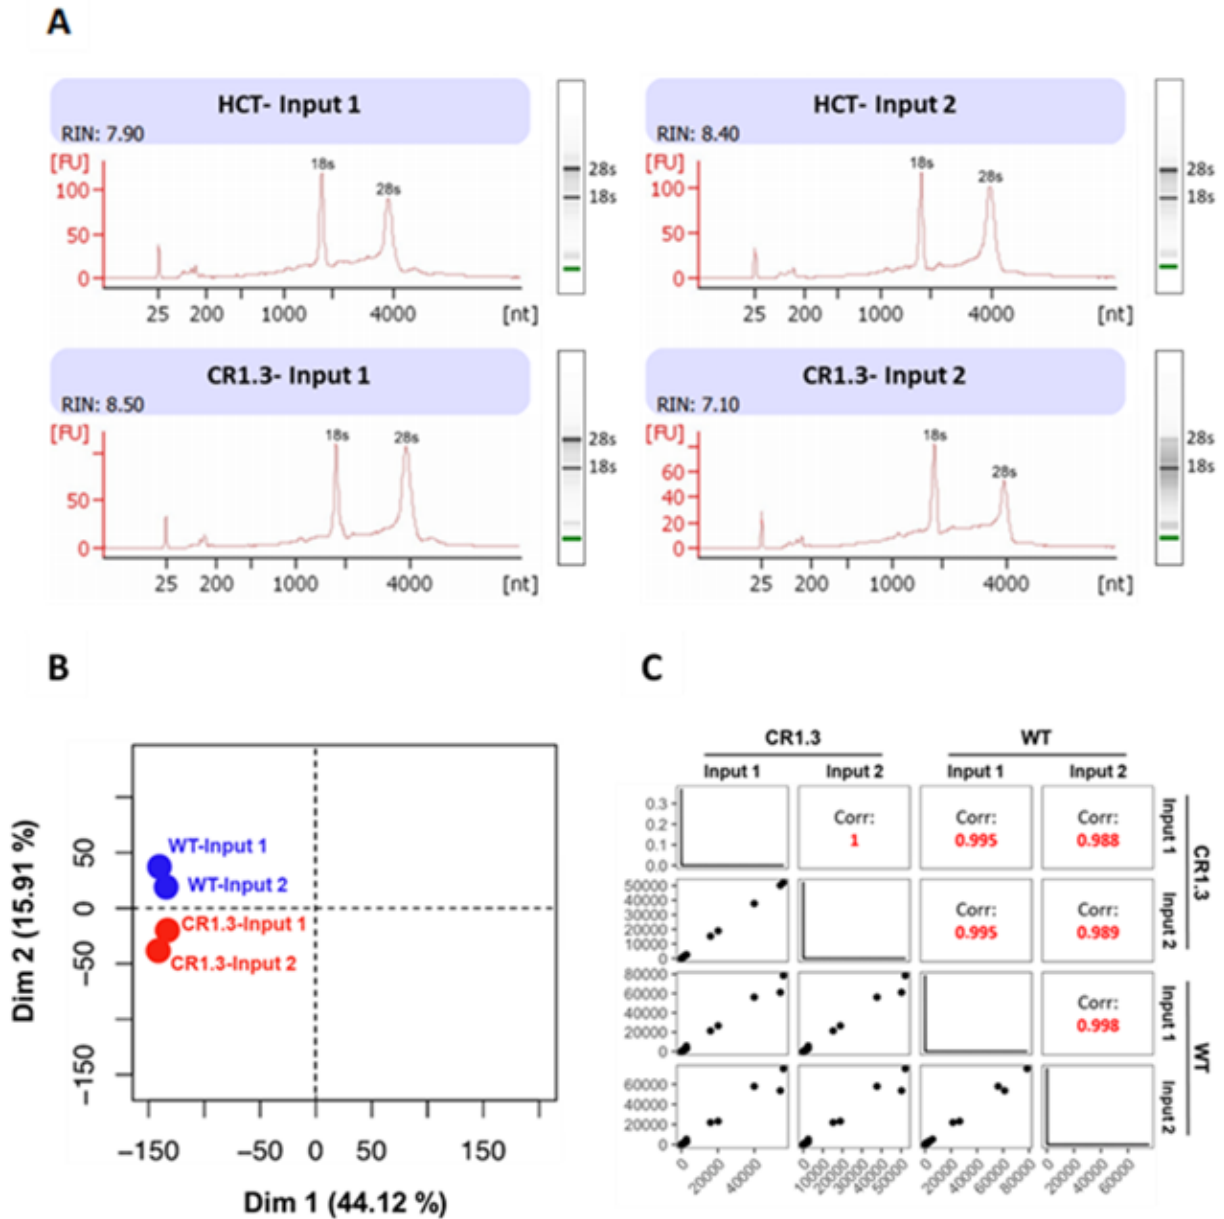 A
HCT- Input 1
RIN: 7.90
[FU]
100
50
0
18s
28s
25 200 1000 4000 [nt]
28s
18s
HCT- Input 2
RIN: 8.40
[FU]
100
50
0
18s
28s
25 200 1000 4000 [nt]
28s
18s
CR1.3- Input 1
RIN: 8.50
[FU]
50
0
18s
28s
25 200 1000 4000 [nt]
28s
18s
CR1.3- Input 2
RIN: 7.10
[FU]
60
40
20
0
18s
28s
25 200 1000 4000 [nt]
28s
18s
B
Dim 2 (15.91 %)
50
0
−50
−150
WT-Input 1
WT-Input 2
CR1.3-Input 1
CR1.3-Input 2
−150 −50 0 50 150
Dim 1 (44.12 %)
C
CR1.3 WT
Input 1 Input 2 Input 1 Input 2
0.3
0.2
0.1
0.0
Corr:
1
Corr:
0.995
Corr:
0.988
Input 1
50000
40000
30000
20000
10000
0
Corr:
0.995
Corr:
0.989
Input 2
CR1.3
80000
60000
40000
20000
0
Corr:
0.998
Input 1
60000
40000
20000
0
Input 2
WT
0 20000 40000
0 10000 20000 30000 40000 50000
0 20000 40000 60000 80000
0 20000 40000 60000